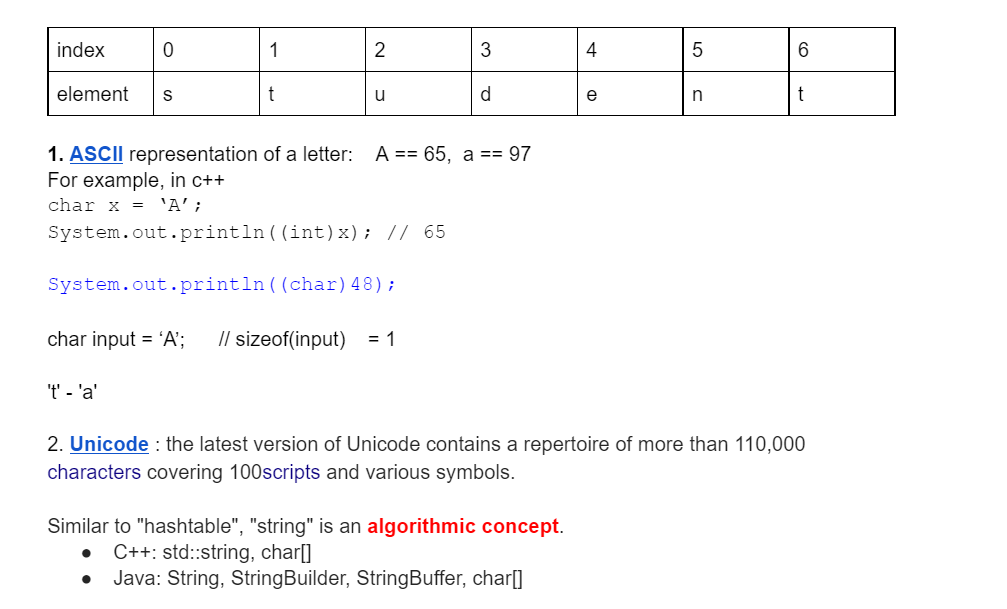 index 0 1 2 3 4 5 6
element s t u d e n t
1. ASCII representation of a letter: A == 65, a == 97
For example, in c++
char x = ‘A’;
System.out.println((int)x); // 65
System.out.println((char)48);
char input = ‘A’; // sizeof(input) = 1
't' - 'a'
2. Unicode : the latest version of Unicode contains a repertoire of more than 110,000
characters covering 100scripts and various symbols.
Similar to "hashtable", "string" is an algorithmic concept.
● C++: std::string, char[]
● Java: String, StringBuilder, StringBuffer, char[]